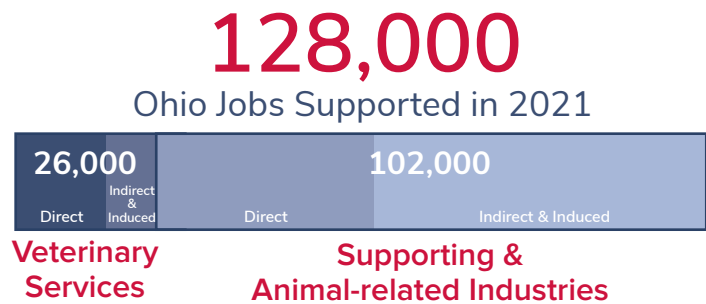 128,000
Ohio Jobs Supported in 2021
26,000
102,000
Direct
Indirect
&
Induced
Direct
Indirect & Induced
Veterinary
Services
Supporting &
Animal-related Industries